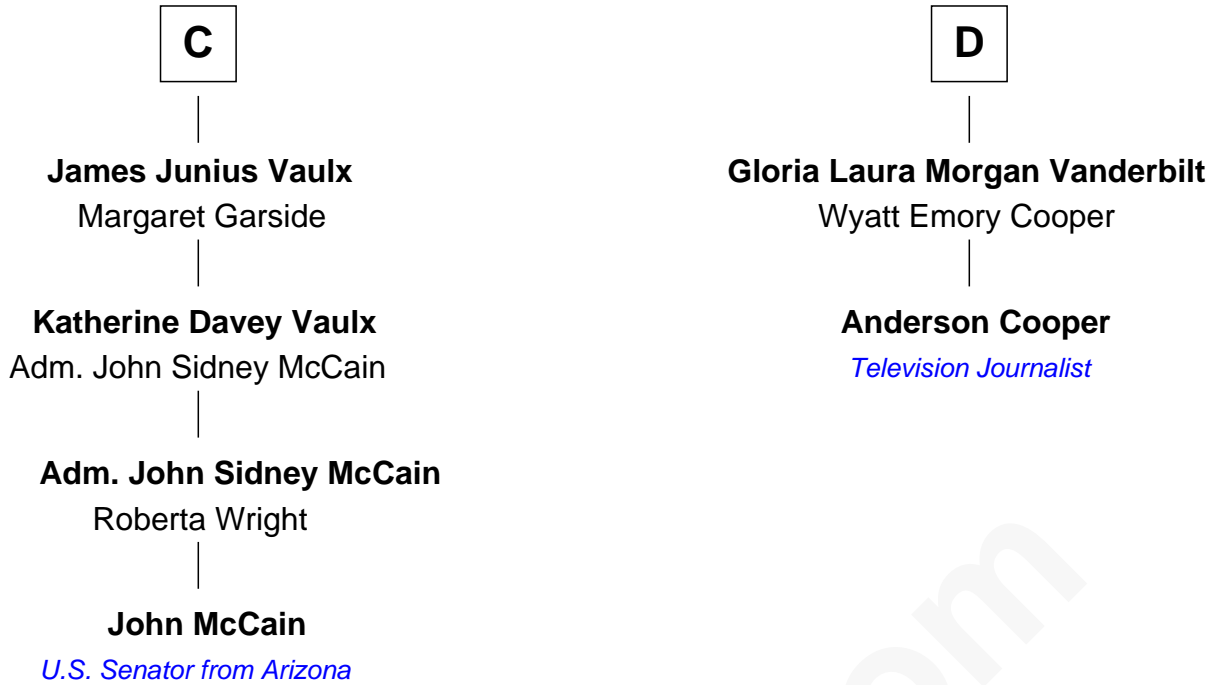 C
James Junius Vaulx
Margaret Garside
Katherine Davey Vaulx
Adm. John Sidney McCain
Adm. John Sidney McCain
Roberta Wright
John McCain
U.S. Senator from Arizona
D
Gloria Laura Morgan Vanderbilt
Wyatt Emory Cooper
Anderson Cooper
Television Journalist
om